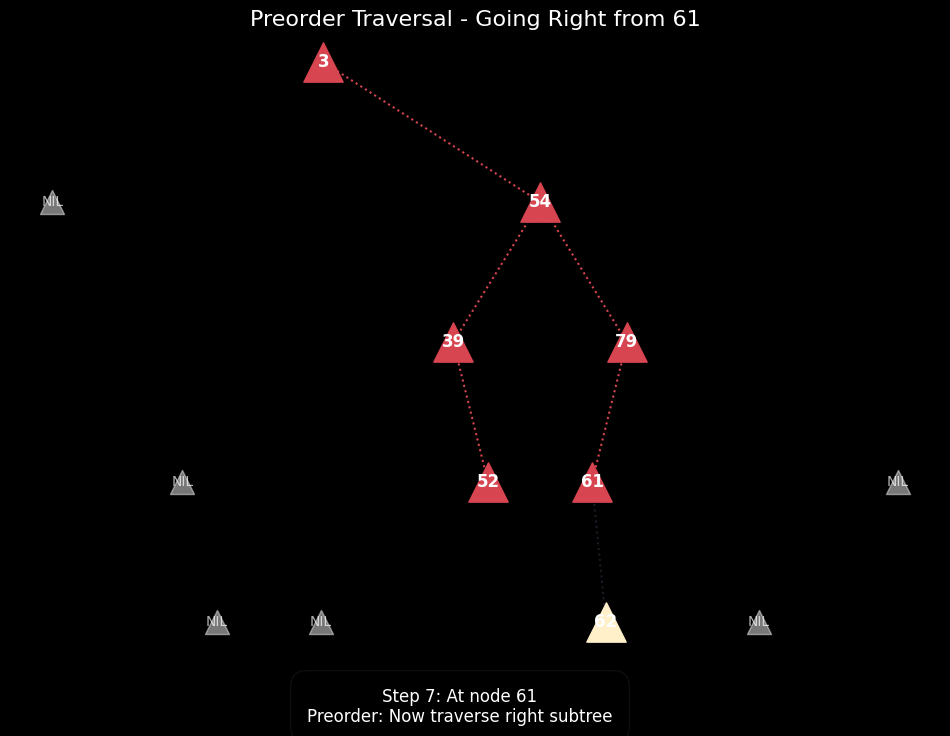 Preorder Traversal - Going Right from 61
3
NIL
54
39
79
NIL
52
61
NIL
NIL
NIL
62
NIL
Step 7: At node 61
Preorder: Now traverse right subtree